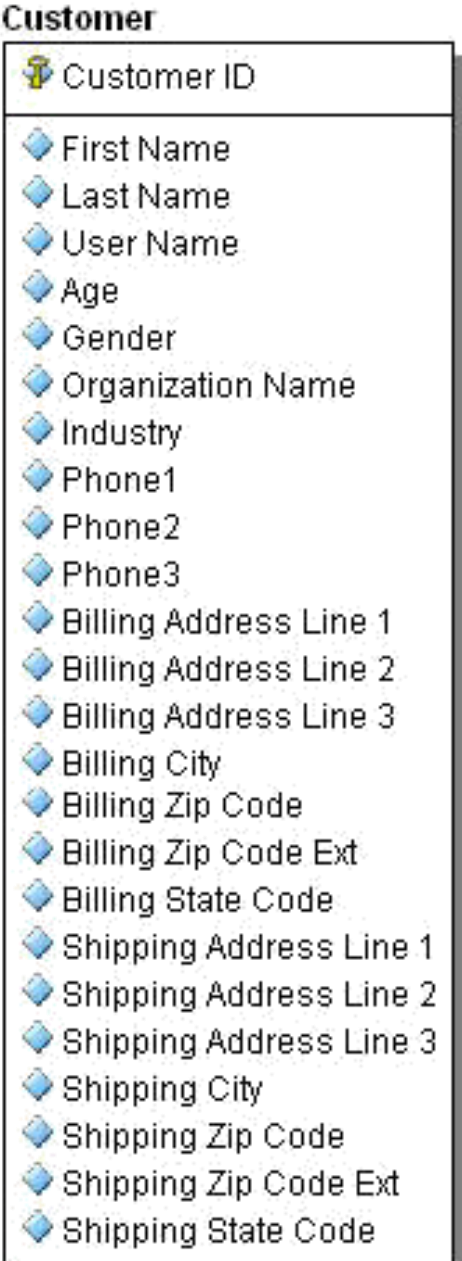 Customer
Customer ID
First Name
Last Name
User Name
Age
Gender
Organization Name
Industry
Phone1
Phone2
Phone3
Billing Address Line 1
Billing Address Line 2
Billing Address Line 3
Billing City
Billing Zip Code
Billing Zip Code Ext
Billing State Code
Shipping Address Line 1
Shipping Address Line 2
Shipping Address Line 3
Shipping City
Shipping Zip Code
Shipping Zip Code Ext
Shipping State Code